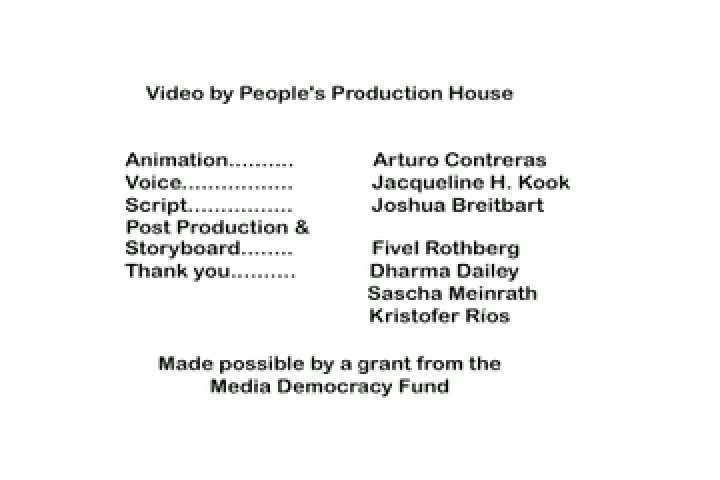 Video by People's Production House
Animation.......... Arturo Contreras
Voice................. Jacqueline H. Kook
Script................ Joshua Breitbart
Post Production &
Storyboard........ Fivel Rothberg
Thank you.......... Dharma Dailey
Sascha Meinrath
Kristofer Ríos
Made possible by a grant from the
Media Democracy Fund